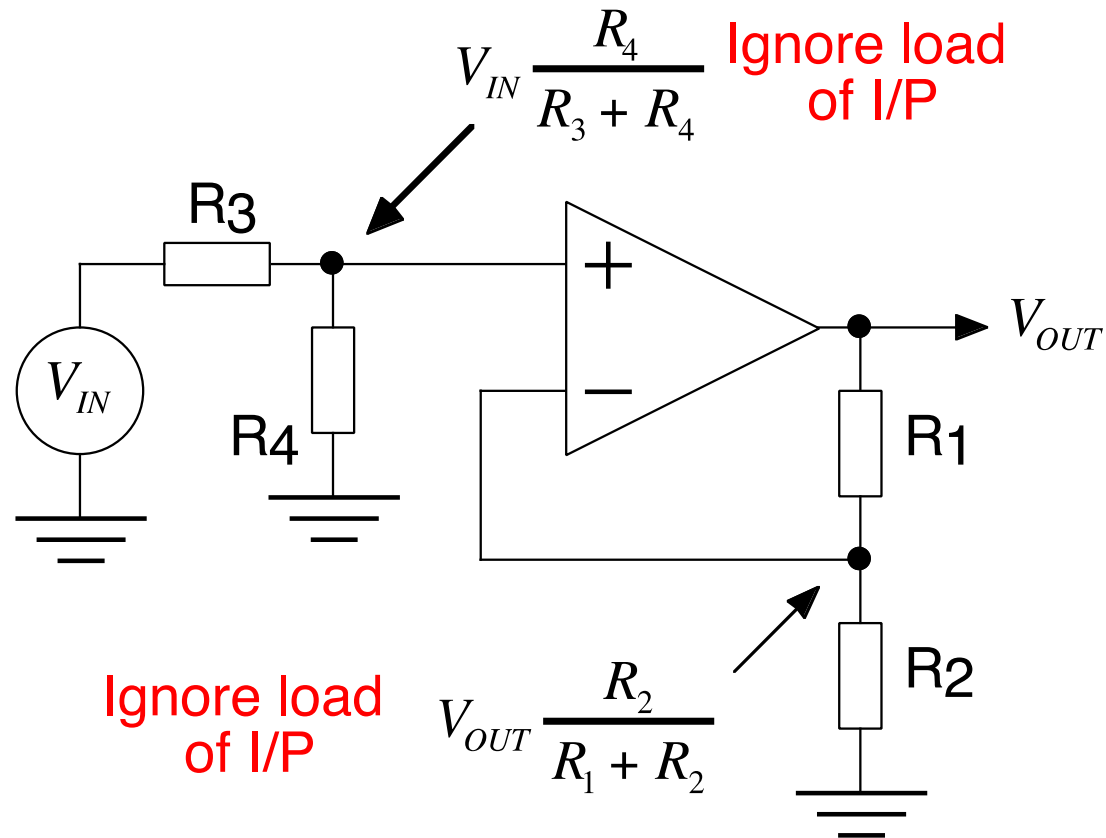 V_IN R_4 / (R_3 + R_4)
Ignore load
of I/P
R3
+
V_IN
R4
−
V_OUT
R1
R2
Ignore load
of I/P
V_OUT R_2 / (R_1 + R_2)